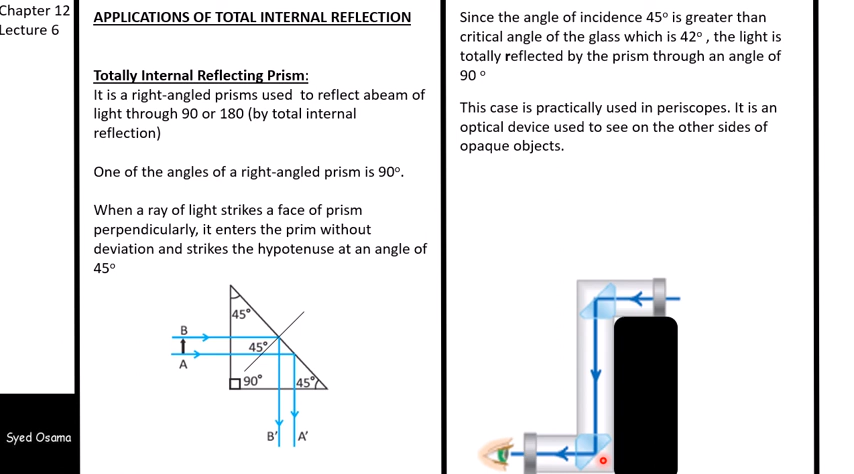 Chapter 12
Lecture 6
APPLICATIONS OF TOTAL INTERNAL REFLECTION
Totally Internal Reflecting Prism:
It is a right-angled prisms used to reflect abeam of
light through 90 or 180 (by total internal
reflection)
One of the angles of a right-angled prism is 90°.
When a ray of light strikes a face of prism
perpendicularly, it enters the prim without
deviation and strikes the hypotenuse at an angle of
45°
45°
B
45°
A
90°
45°
B' A'
Since the angle of incidence 45° is greater than
critical angle of the glass which is 42° , the light is
totally reflected by the prism through an angle of
90 °
This case is practically used in periscopes. It is an
optical device used to see on the other sides of
opaque objects.
Syed Osama